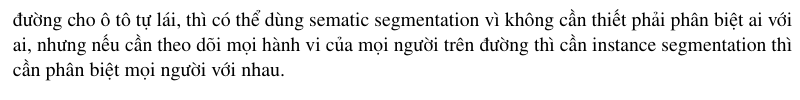 đường cho ô tô tự lái, thì có thể dùng sematic segmentation vì không cần thiết phải phân biệt ai với
ai, nhưng nếu cần theo dõi mọi hành vi của mọi người trên đường thì cần instance segmentation thì
cần phân biệt mọi người với nhau.